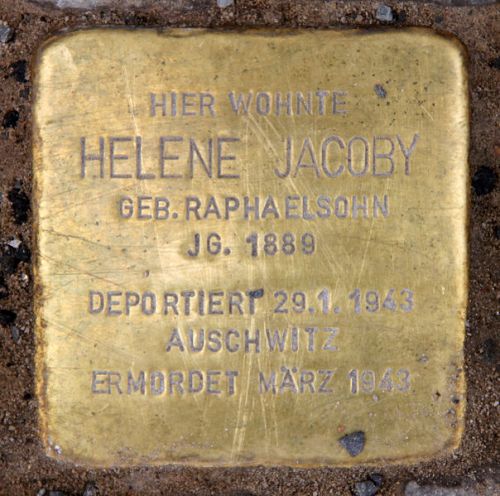 HIER WOHNTE
HELENE JACOBY
GEB. RAPHAELSOHN
JG. 1889
DEPORTIERT 29.1.1943
AUSCHWITZ
ERMORDET MÄRZ 1943